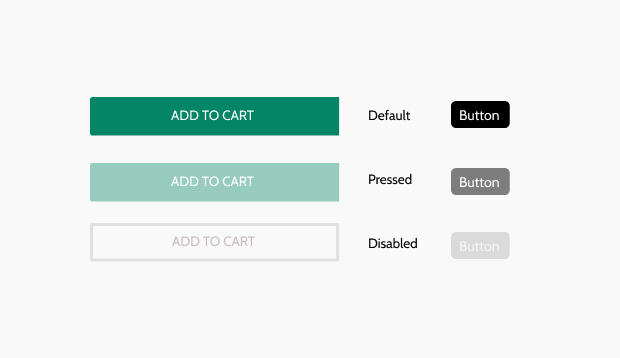 ADD TO CART Default Button
ADD TO CART Pressed Button
ADD TO CART Disabled Button